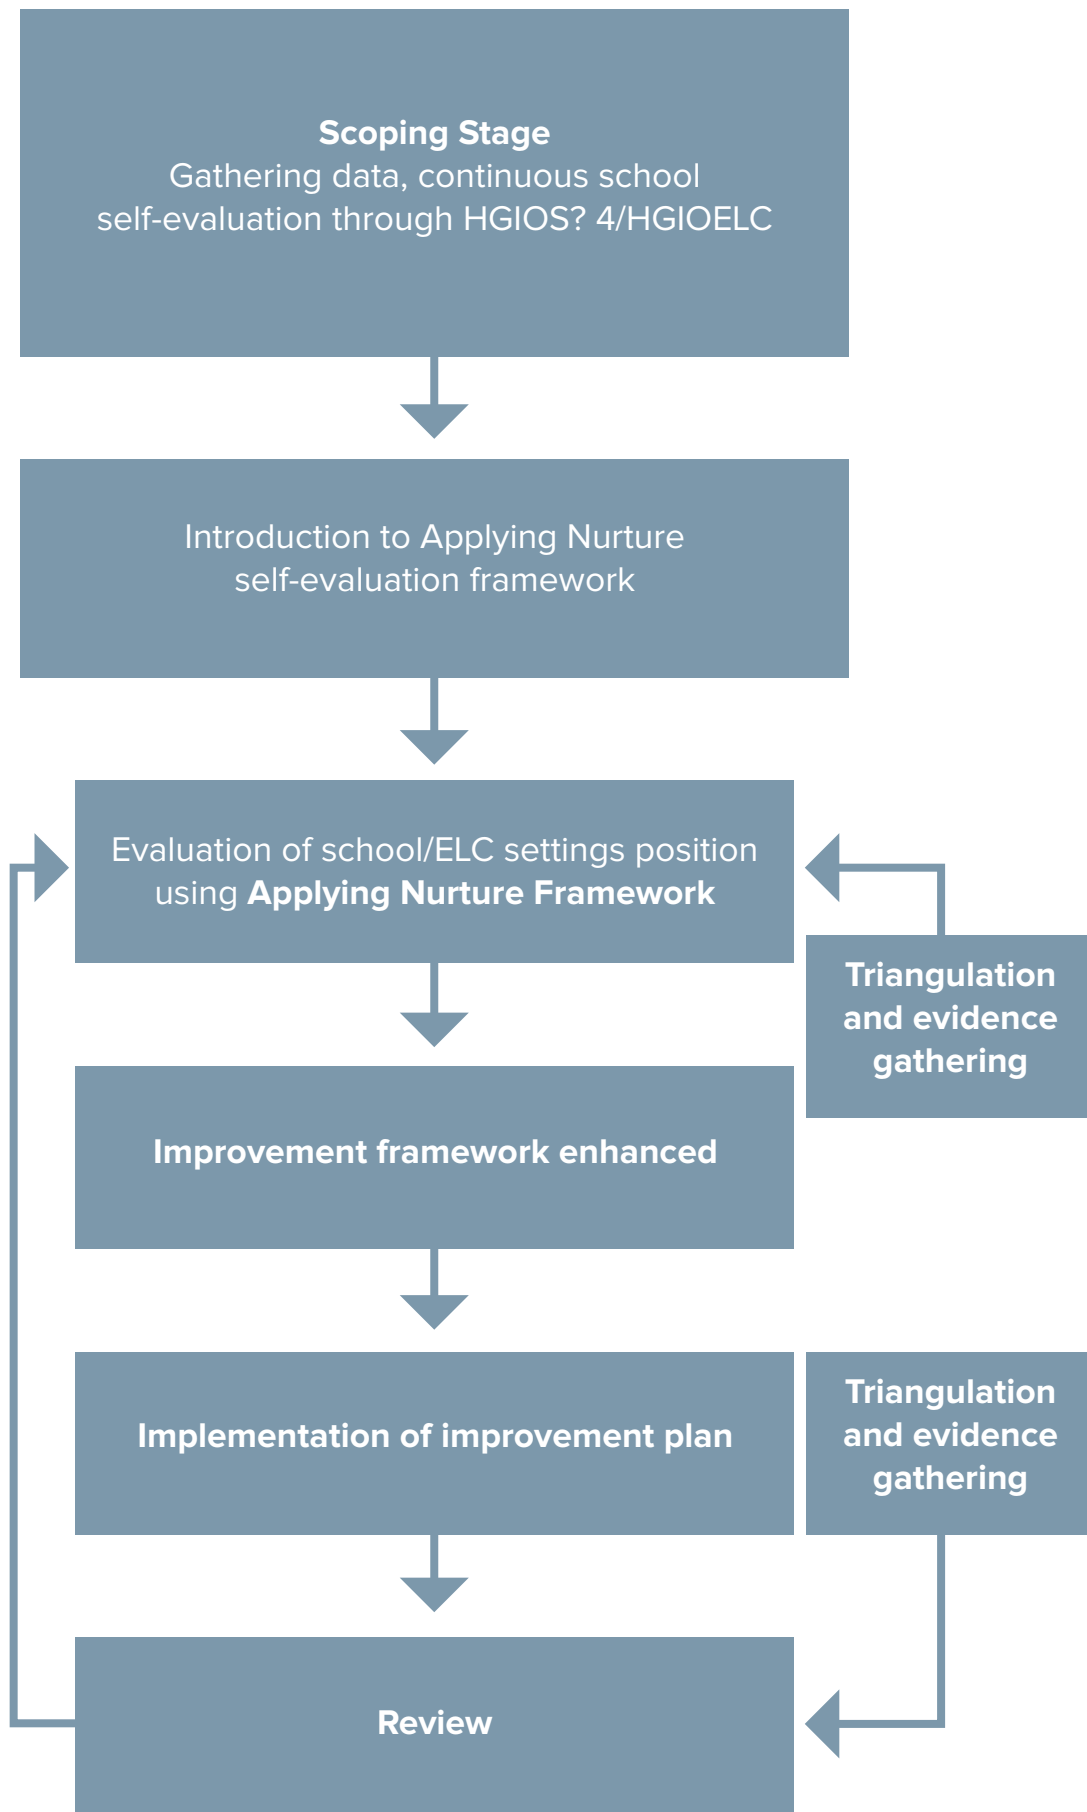 Scoping Stage
Gathering data, continuous school
self-evaluation through HGIOS? 4/HGIOELC
Introduction to Applying Nurture
self-evaluation framework
Evaluation of school/ELC settings position
using Applying Nurture Framework
Triangulation
and evidence
gathering
Improvement framework enhanced
Implementation of improvement plan
Triangulation
and evidence
gathering
Review